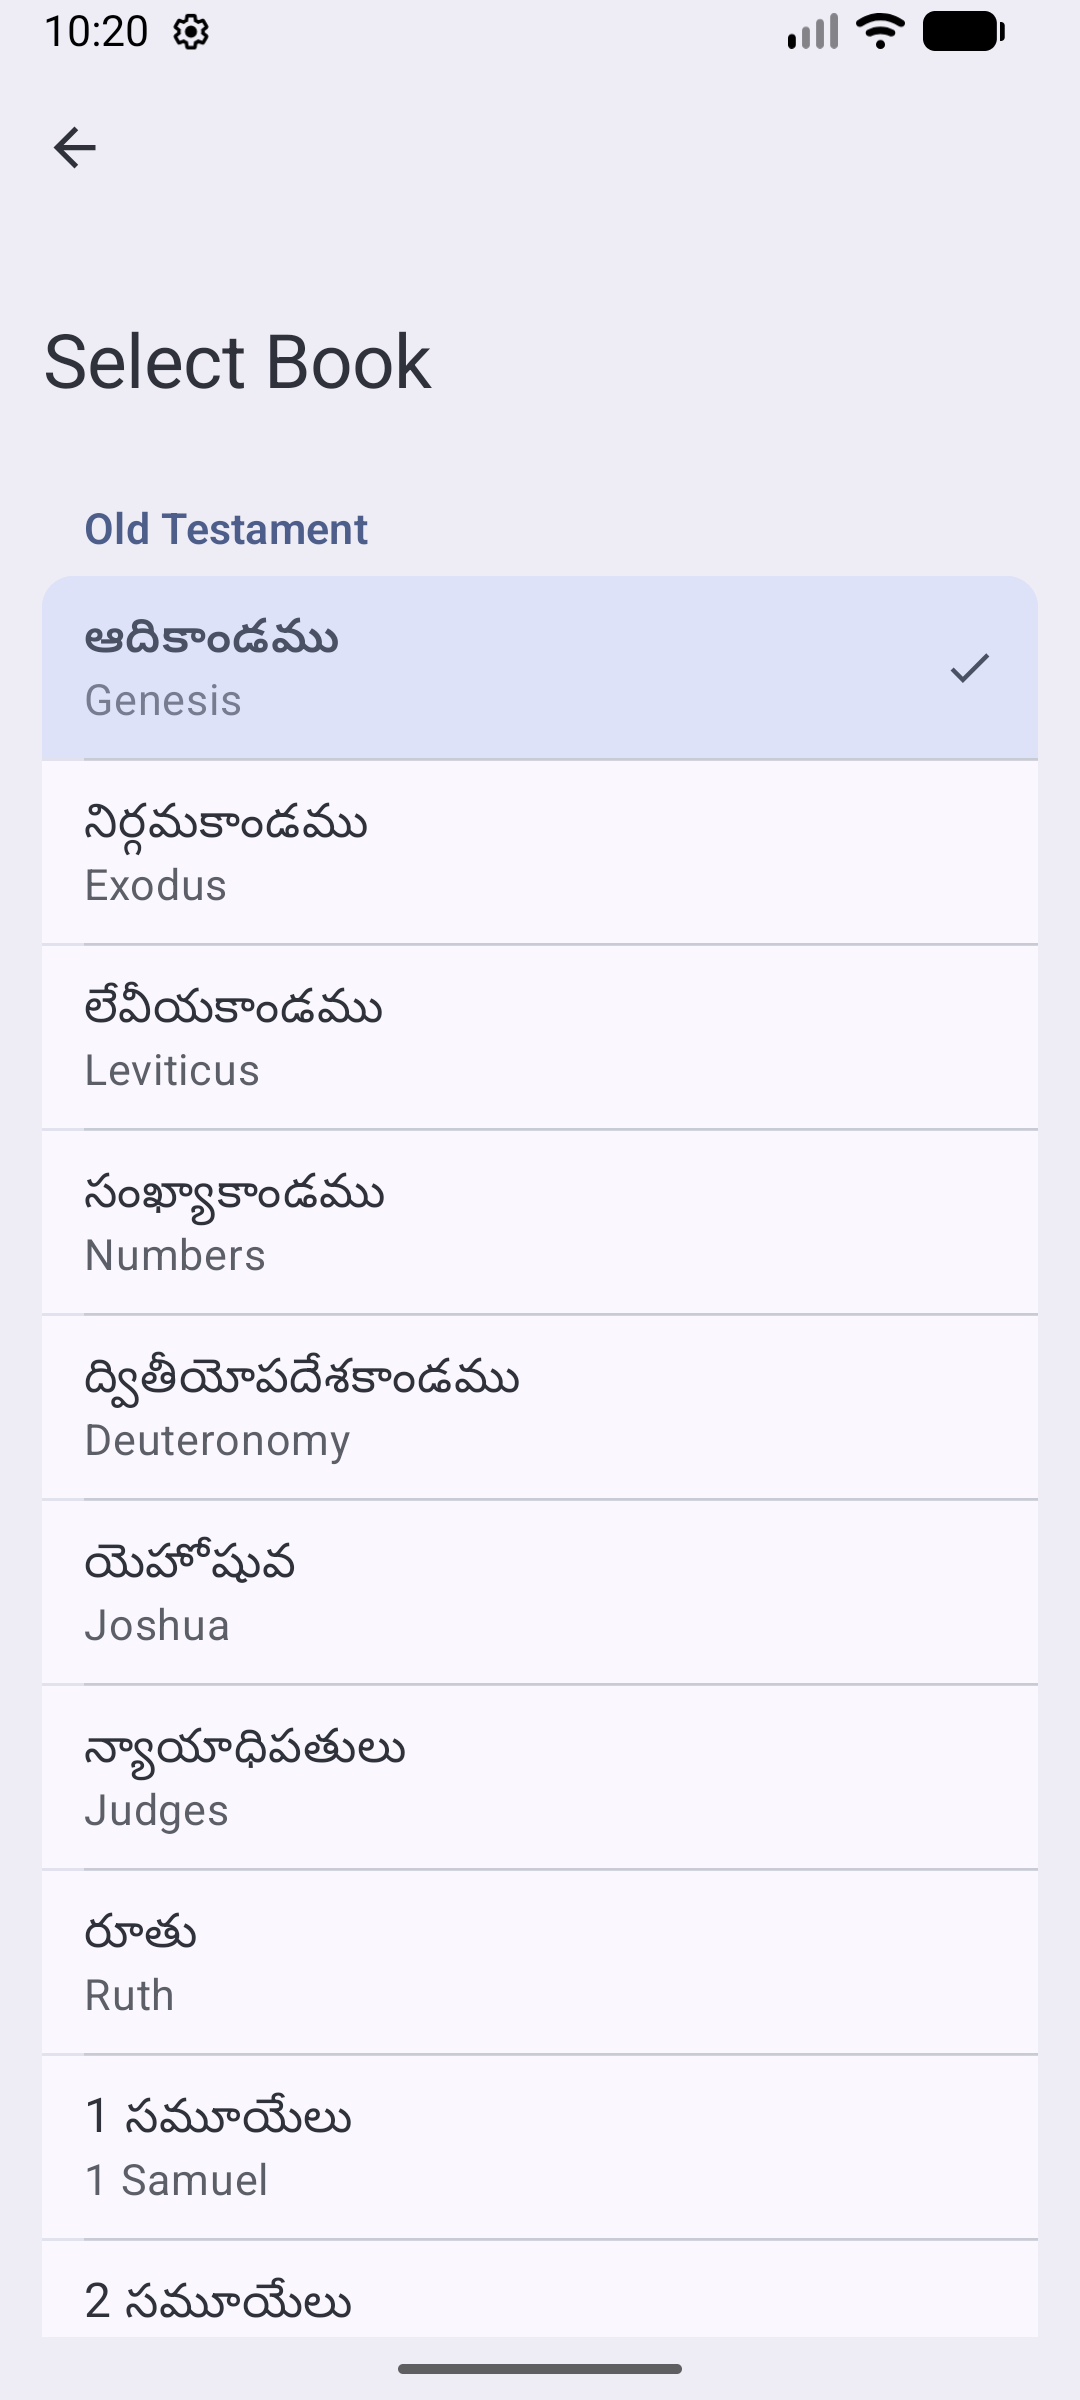 10:20
Select Book
Old Testament
ఆదికాండము
Genesis
నిర్గమకాండము
Exodus
లేవీయకాండము
Leviticus
సంఖ్యాకాండము
Numbers
ద్వితీయోపదేశకాండము
Deuteronomy
యెహోషువ
Joshua
న్యాయాధిపతులు
Judges
రూతు
Ruth
1 సమూయేలు
1 Samuel
2 సమూయేలు